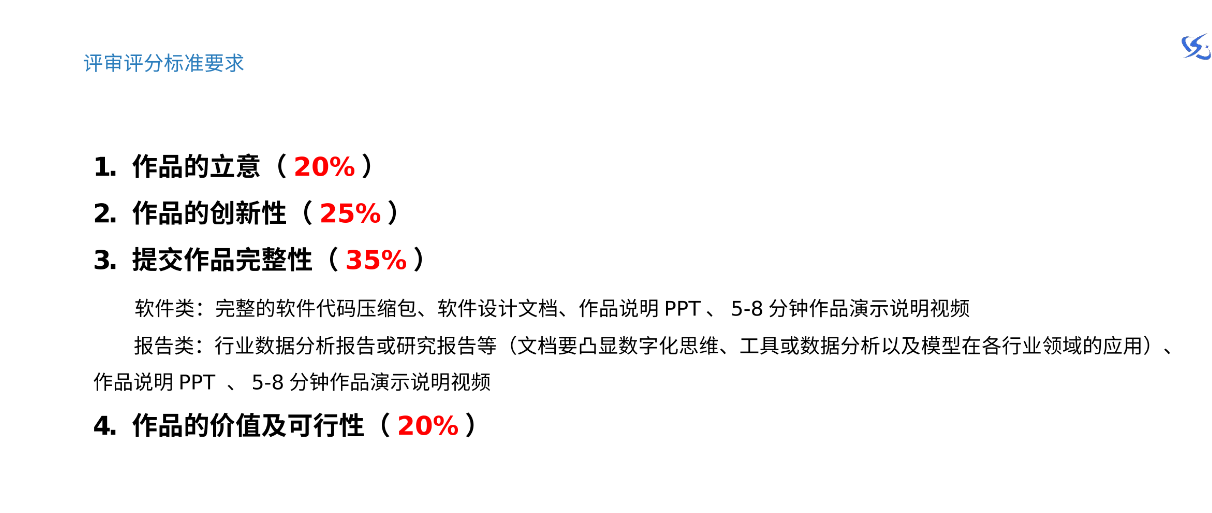 评审评分标准要求
1. 作品的立意（20%）
2. 作品的创新性（25%）
3. 提交作品完整性（35%）
软件类：完整的软件代码压缩包、软件设计文档、作品说明 PPT 、 5-8 分钟作品演示说明视频
报告类：行业数据分析报告或研究报告等（文档要凸显数字化思维、工具或数据分析以及模型在各行业领域的应用）、
作品说明 PPT 、 5-8 分钟作品演示说明视频
4. 作品的价值及可行性（20%）